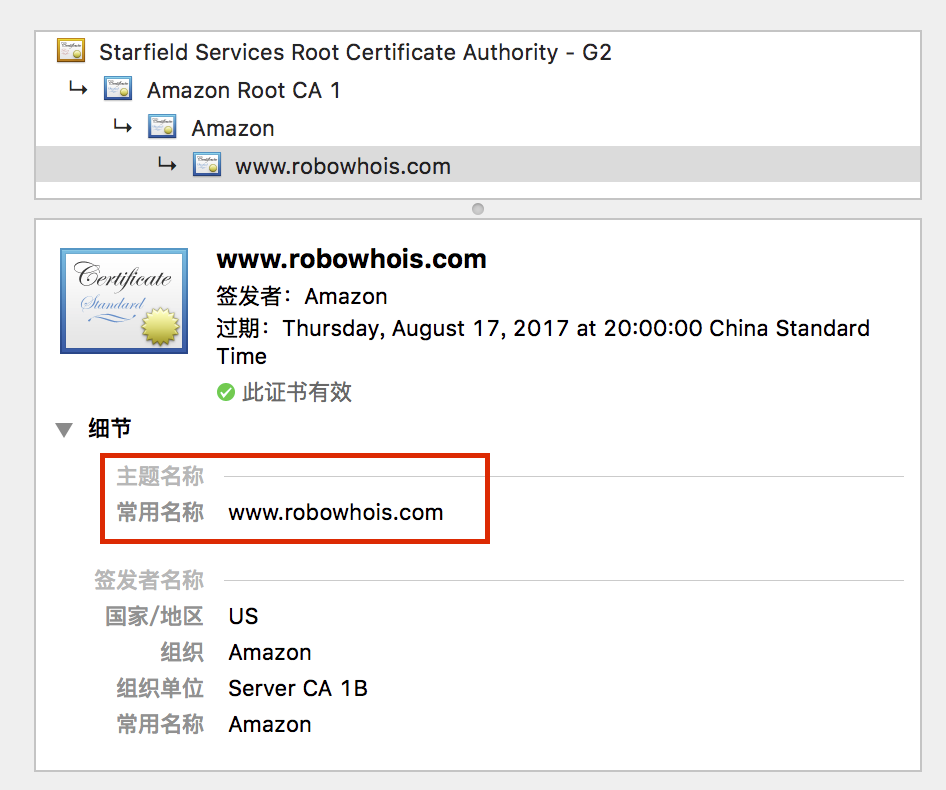 Starfield Services Root Certificate Authority - G2
Amazon Root CA 1
Amazon
www.robowhois.com
Certificate
Standard
www.robowhois.com
签发者：Amazon
过期：Thursday, August 17, 2017 at 20:00:00 China Standard
Time
此证书有效
细节
主题名称
常用名称 www.robowhois.com
签发者名称
国家/地区 US
组织 Amazon
组织单位 Server CA 1B
常用名称 Amazon